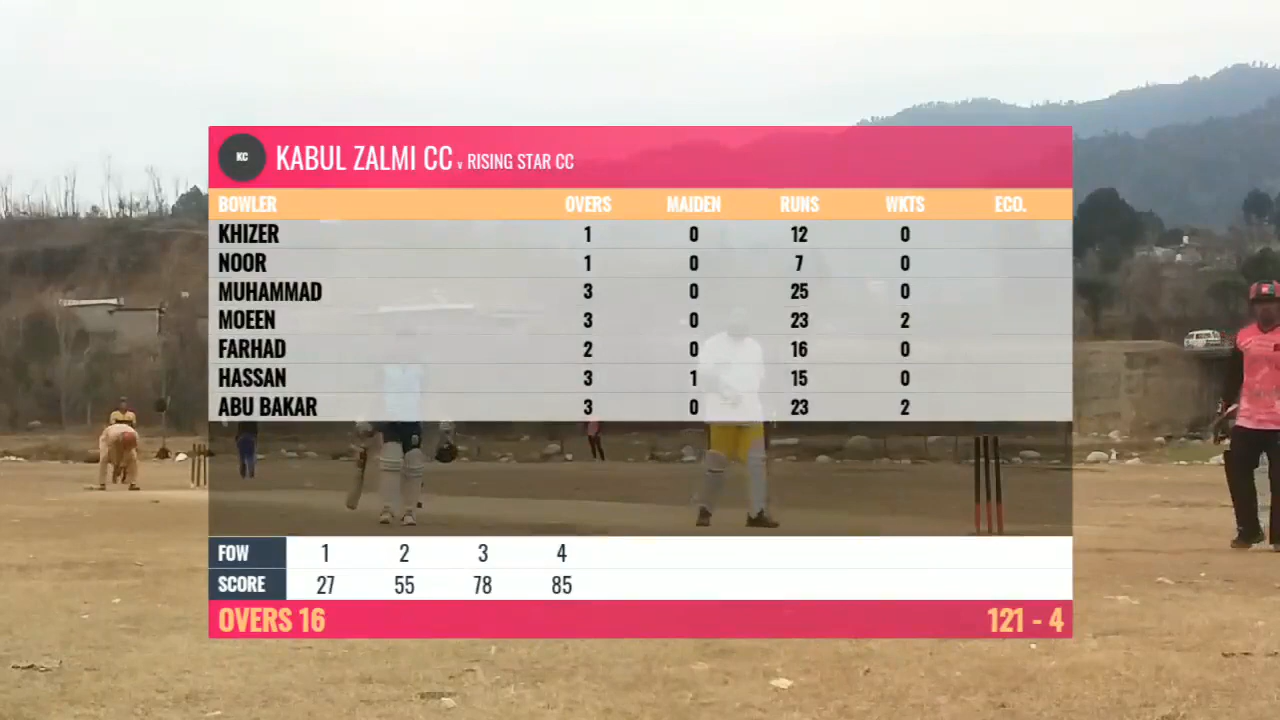 KC KABUL ZALMI CC v RISING STAR CC
BOWLER OVERS MAIDEN RUNS WKTS ECO.
KHIZER 1 0 12 0
NOOR 1 0 7 0
MUHAMMAD 3 0 25 0
MOEEN 3 0 23 2
FARHAD 2 0 16 0
HASSAN 3 1 15 0
ABU BAKAR 3 0 23 2
FOW 1 2 3 4
SCORE 27 55 78 85
OVERS 16 121 - 4